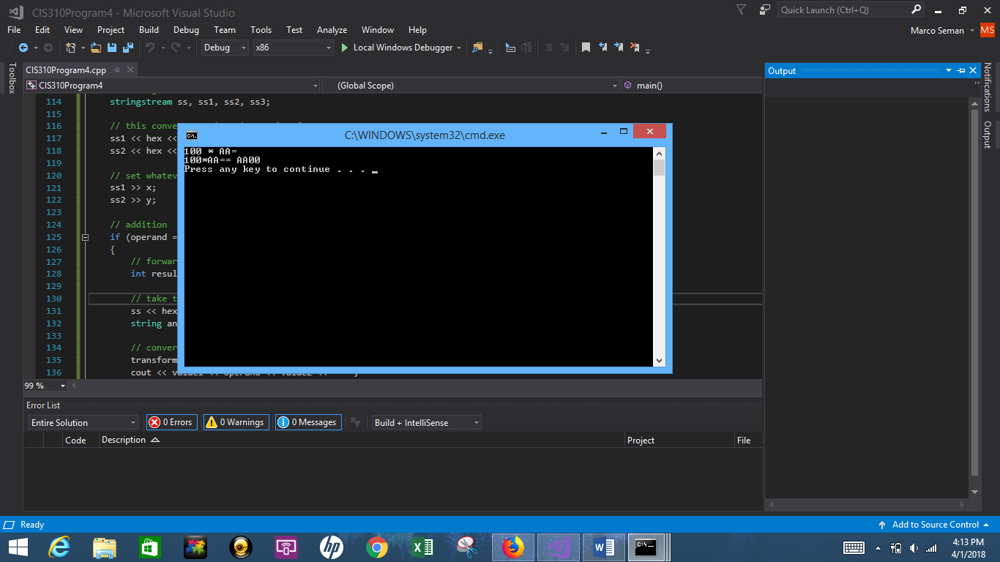 CIS310Program4 - Microsoft Visual Studio
Quick Launch (Ctrl+Q)
File Edit View Project Build Debug Team Tools Test Analyze Window Help
Marco Seman
MS
Debug x86 Local Windows Debugger
Toolbox
CIS310Program4.cpp
CIS310Program4 (Global Scope) main()
114 stringstream ss, ss1, ss2, ss3;
115
116 // this conve
117 ss1 << hex <<
118 ss2 << hex <<
119
120 // set whatev
121 ss1 >> x;
122 ss2 >> y;
123
124 // addition
125 if (operand =
126 {
127 // forwar
128 int resul
129
130 // take t
131 ss << hex
132 string an
133
134 // conver
135 transform
136 cout << value1 << operand << value2 <<
99 %
C:\WINDOWS\system32\cmd.exe
100 * AA=
100*AA== AA00
Press any key to continue . . . _
Output
Notifications
Output
Error List
Entire Solution 0 Errors 0 Warnings 0 Messages Build + IntelliSense
Code Description Project File
Ready
Add to Source Control
4:13 PM
4/1/2018